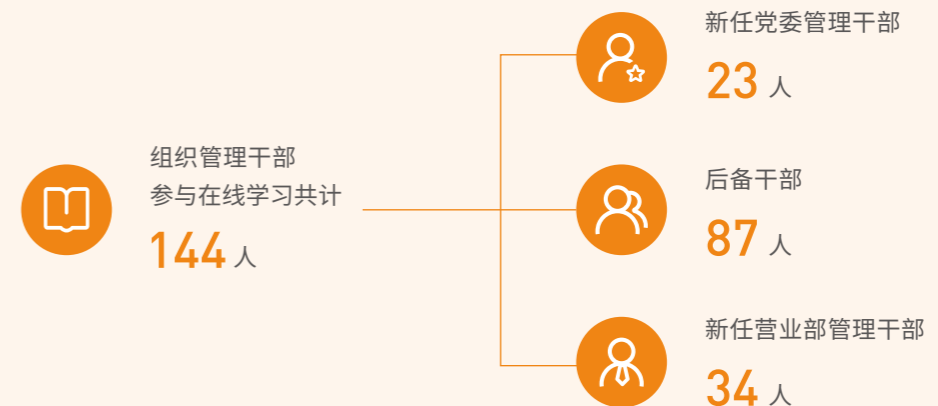 组织管理干部
参与在线学习共计
144 人
新任党委管理干部
23 人
后备干部
87 人
新任营业部管理干部
34 人